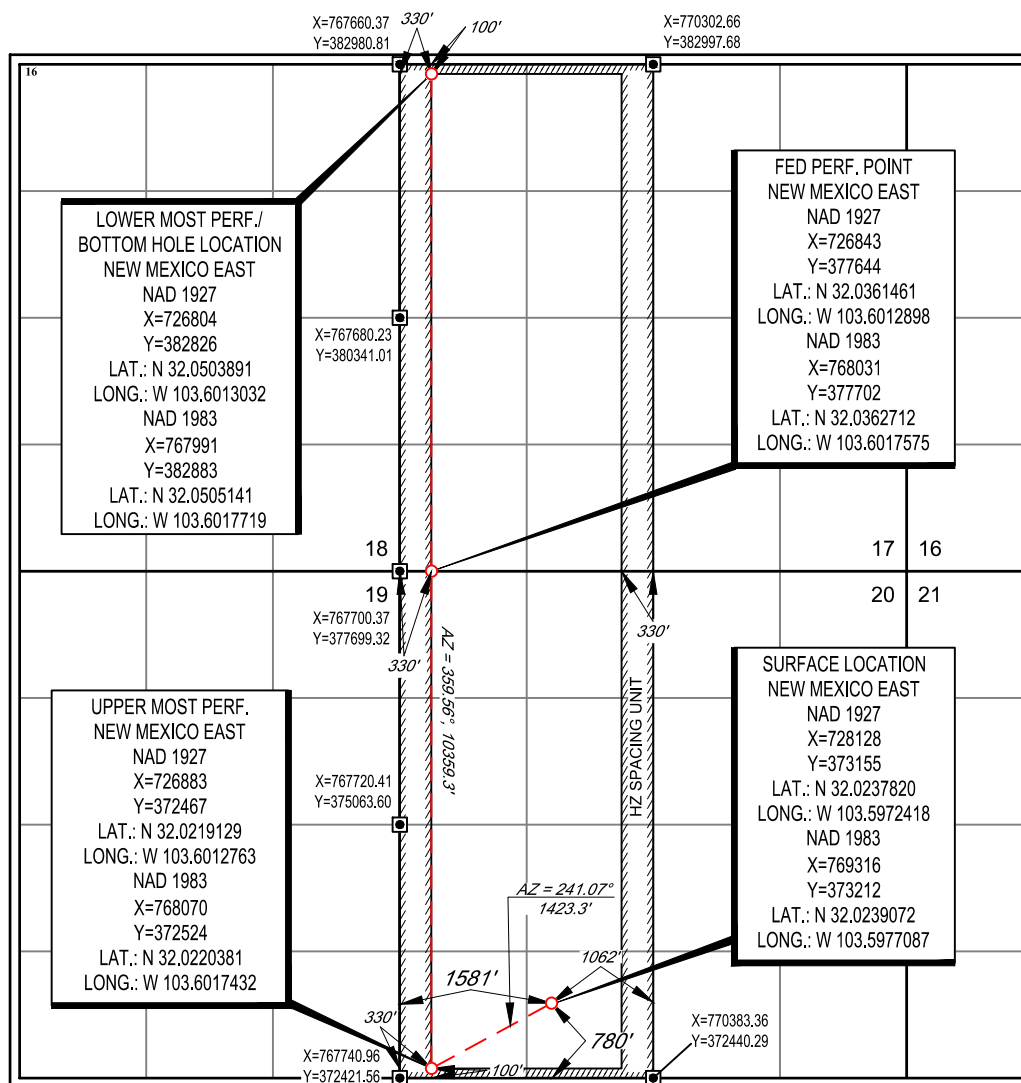 X=767660.37
Y=382980.81
330'
100'
X=770302.66
Y=382997.68
16
LOWER MOST PERF./
BOTTOM HOLE LOCATION
NEW MEXICO EAST
NAD 1927
X=726804
Y=382826
LAT.: N 32.0503891
LONG.: W 103.6013032
NAD 1983
X=767991
Y=382883
LAT.: N 32.0505141
LONG.: W 103.6017719
FED PERF. POINT
NEW MEXICO EAST
NAD 1927
X=726843
Y=377644
LAT.: N 32.0361461
LONG.: W 103.6012898
NAD 1983
X=768031
Y=377702
LAT.: N 32.0362712
LONG.: W 103.6017575
X=767680.23
Y=380341.01
18
17
16
19
20
21
X=767700.37
Y=377699.32
330'
330'
AZ = 359.56°, 10359.3'
HZ SPACING UNIT
UPPER MOST PERF.
NEW MEXICO EAST
NAD 1927
X=726883
Y=372467
LAT.: N 32.0219129
LONG.: W 103.6012763
NAD 1983
X=768070
Y=372524
LAT.: N 32.0220381
LONG.: W 103.6017432
SURFACE LOCATION
NEW MEXICO EAST
NAD 1927
X=728128
Y=373155
LAT.: N 32.0237820
LONG.: W 103.5972418
NAD 1983
X=769316
Y=373212
LAT.: N 32.0239072
LONG.: W 103.5977087
X=767720.41
Y=375063.60
AZ = 241.07°
1423.3'
1581'
1062'
330'
780'
100'
X=767740.96
Y=372421.56
X=770383.36
Y=372440.29